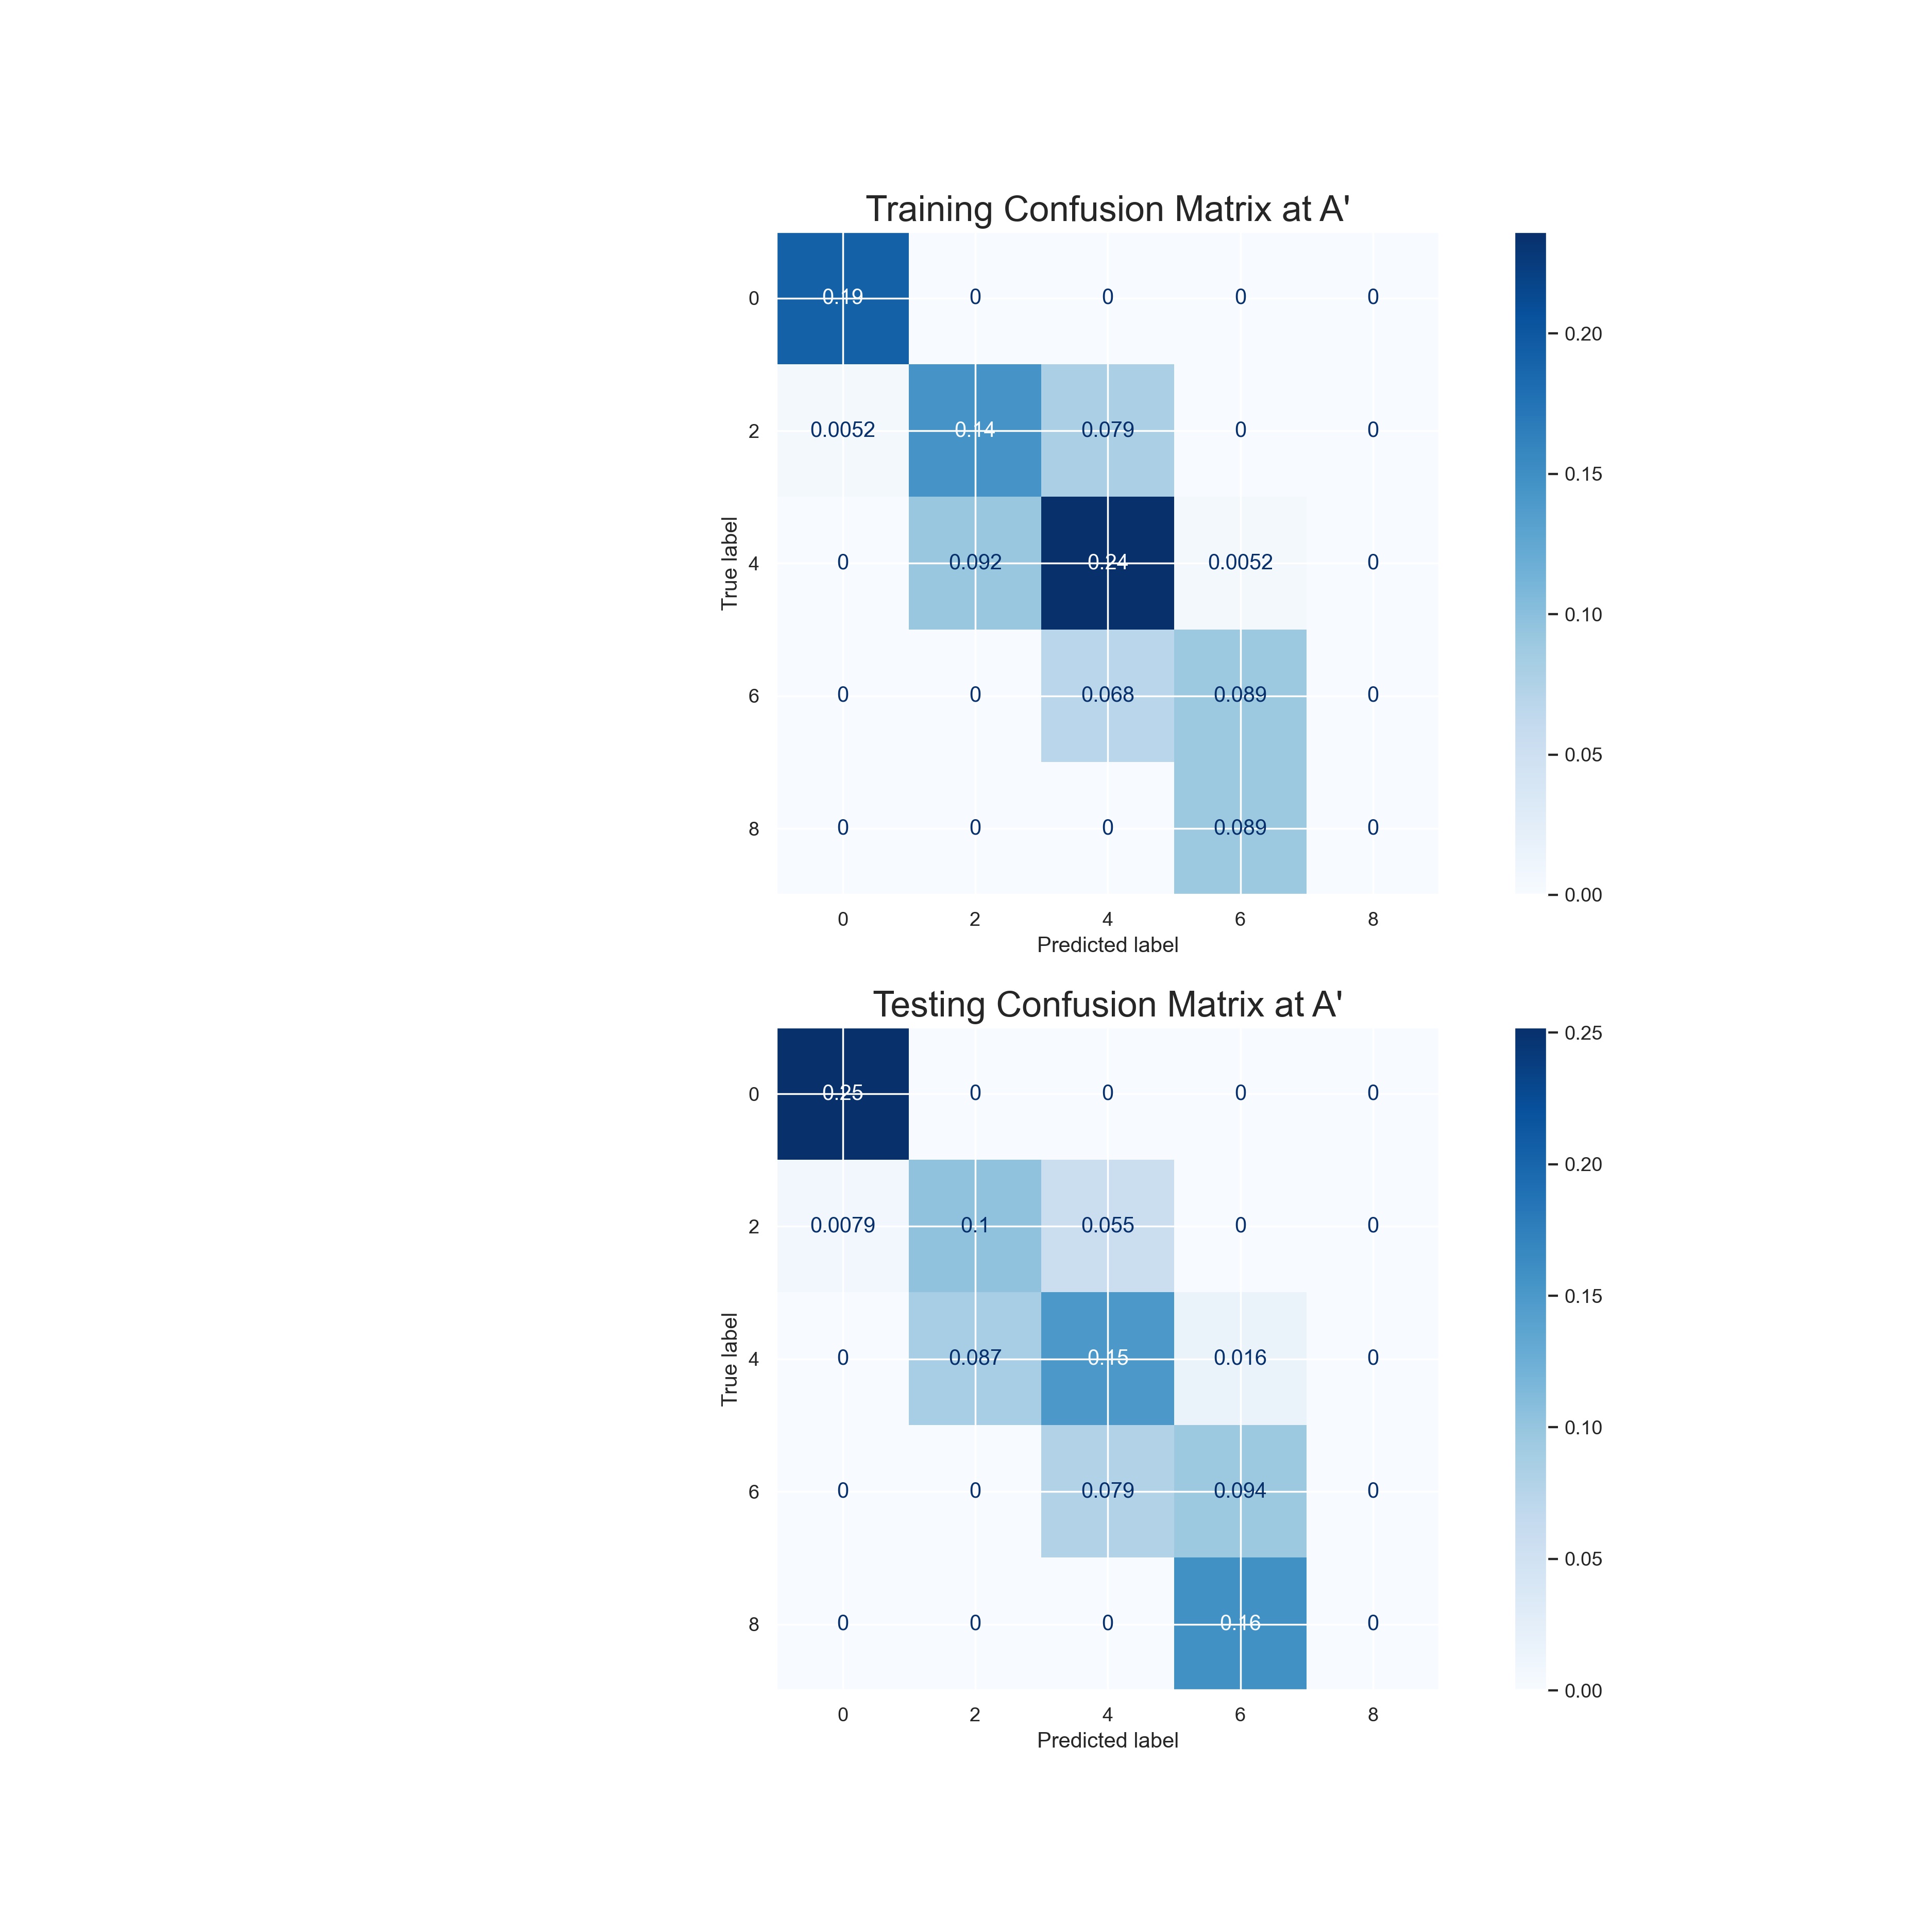 Training Confusion Matrix at A'
0 0.19 0 0 0 0
2 0.0052 0.14 0.079 0 0
4 0 0.092 0.24 0.0052 0
6 0 0 0.068 0.089 0
8 0 0 0 0.089 0
True label
0 2 4 6 8
Predicted label
0.20
0.15
0.10
0.05
0.00
Testing Confusion Matrix at A'
0 0.25 0 0 0 0
2 0.0079 0.1 0.055 0 0
4 0 0.087 0.15 0.016 0
6 0 0 0.079 0.094 0
8 0 0 0 0.16 0
True label
0 2 4 6 8
Predicted label
0.25
0.20
0.15
0.10
0.05
0.00